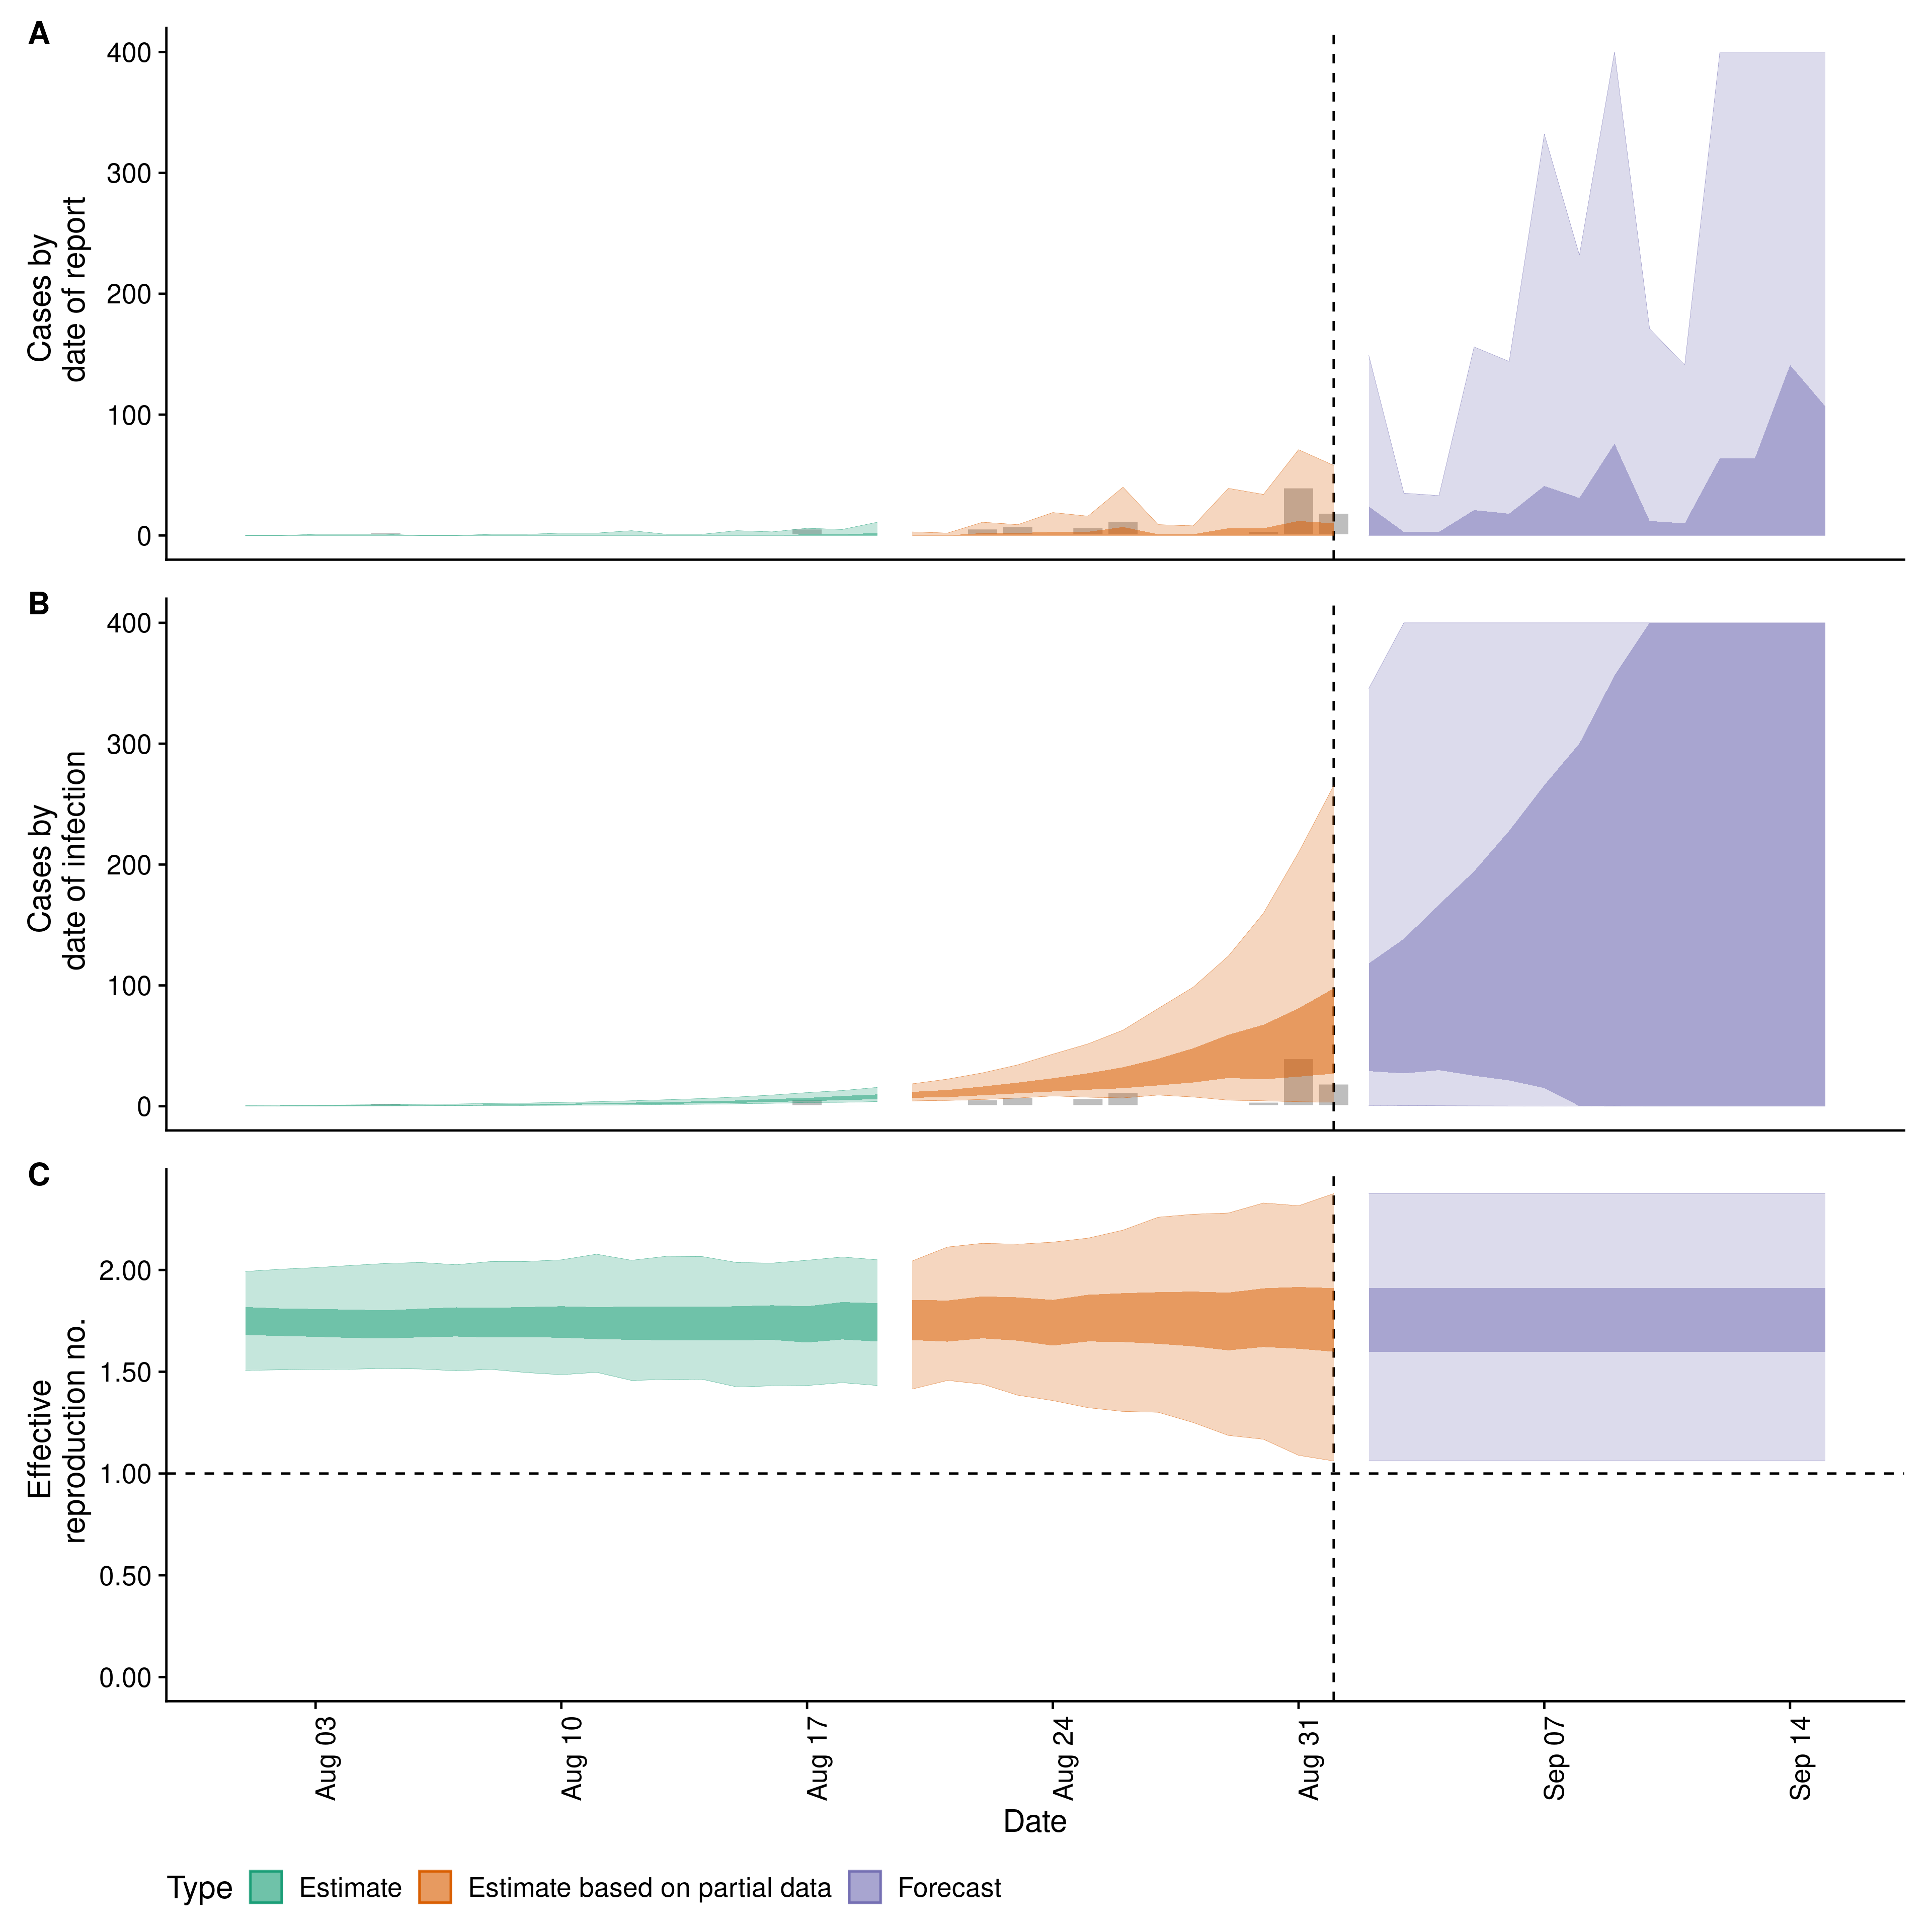 A
400
300
200
100
0
Cases by
date of report
B
400
300
200
100
0
Cases by
date of infection
C
2.00
1.50
1.00
0.50
0.00
Effective
reproduction no.
Aug 03
Aug 10
Aug 17
Aug 24
Aug 31
Sep 07
Sep 14
Date
Type Estimate Estimate based on partial data Forecast